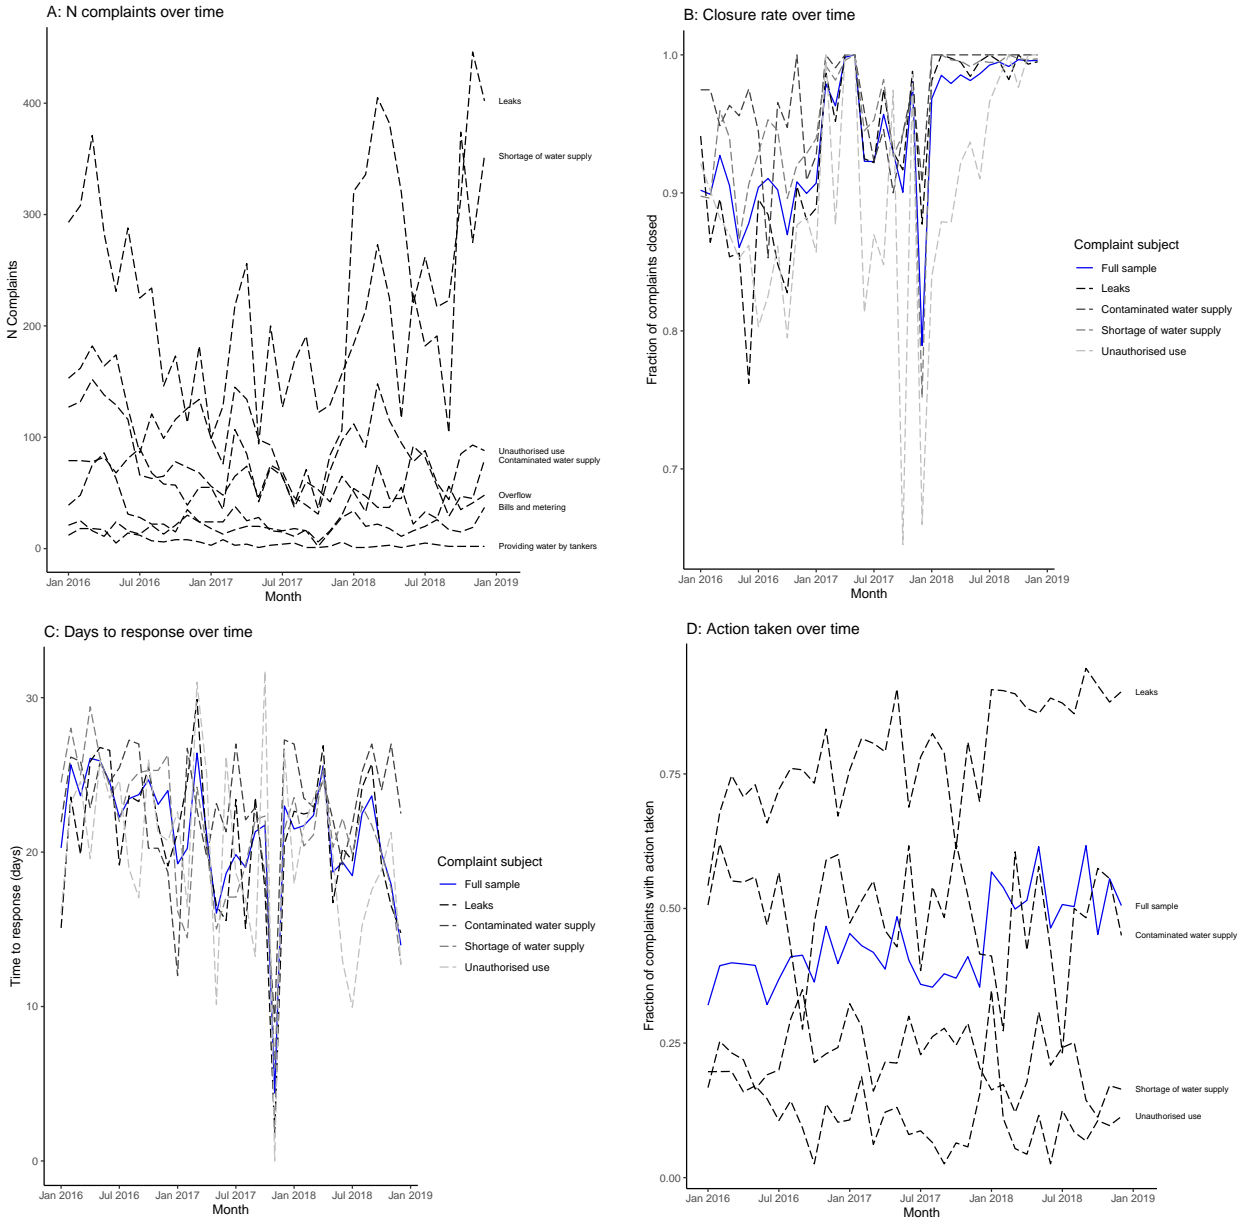 A: N complaints over time
N Complaints
400
300
200
100
0
Leaks
Shortage of water supply
Unauthorised use
Contaminated water supply
Overflow
Bills and metering
Providing water by tankers
Jan 2016
Jul 2016
Jan 2017
Jul 2017
Jan 2018
Jul 2018
Jan 2019
Month
B: Closure rate over time
Fraction of complaints closed
1.0
0.9
0.8
0.7
Jan 2016
Jul 2016
Jan 2017
Jul 2017
Jan 2018
Jul 2018
Jan 2019
Month
Complaint subject
Full sample
Leaks
Contaminated water supply
Shortage of water supply
Unauthorised use
C: Days to response over time
Time to response (days)
30
20
10
0
Jan 2016
Jul 2016
Jan 2017
Jul 2017
Jan 2018
Jul 2018
Jan 2019
Month
Complaint subject
Full sample
Leaks
Contaminated water supply
Shortage of water supply
Unauthorised use
D: Action taken over time
Fraction of complaints with action taken
0.75
0.50
0.25
0.00
Leaks
Full sample
Contaminated water supply
Shortage of water supply
Unauthorised use
Jan 2016
Jul 2016
Jan 2017
Jul 2017
Jan 2018
Jul 2018
Jan 2019
Month